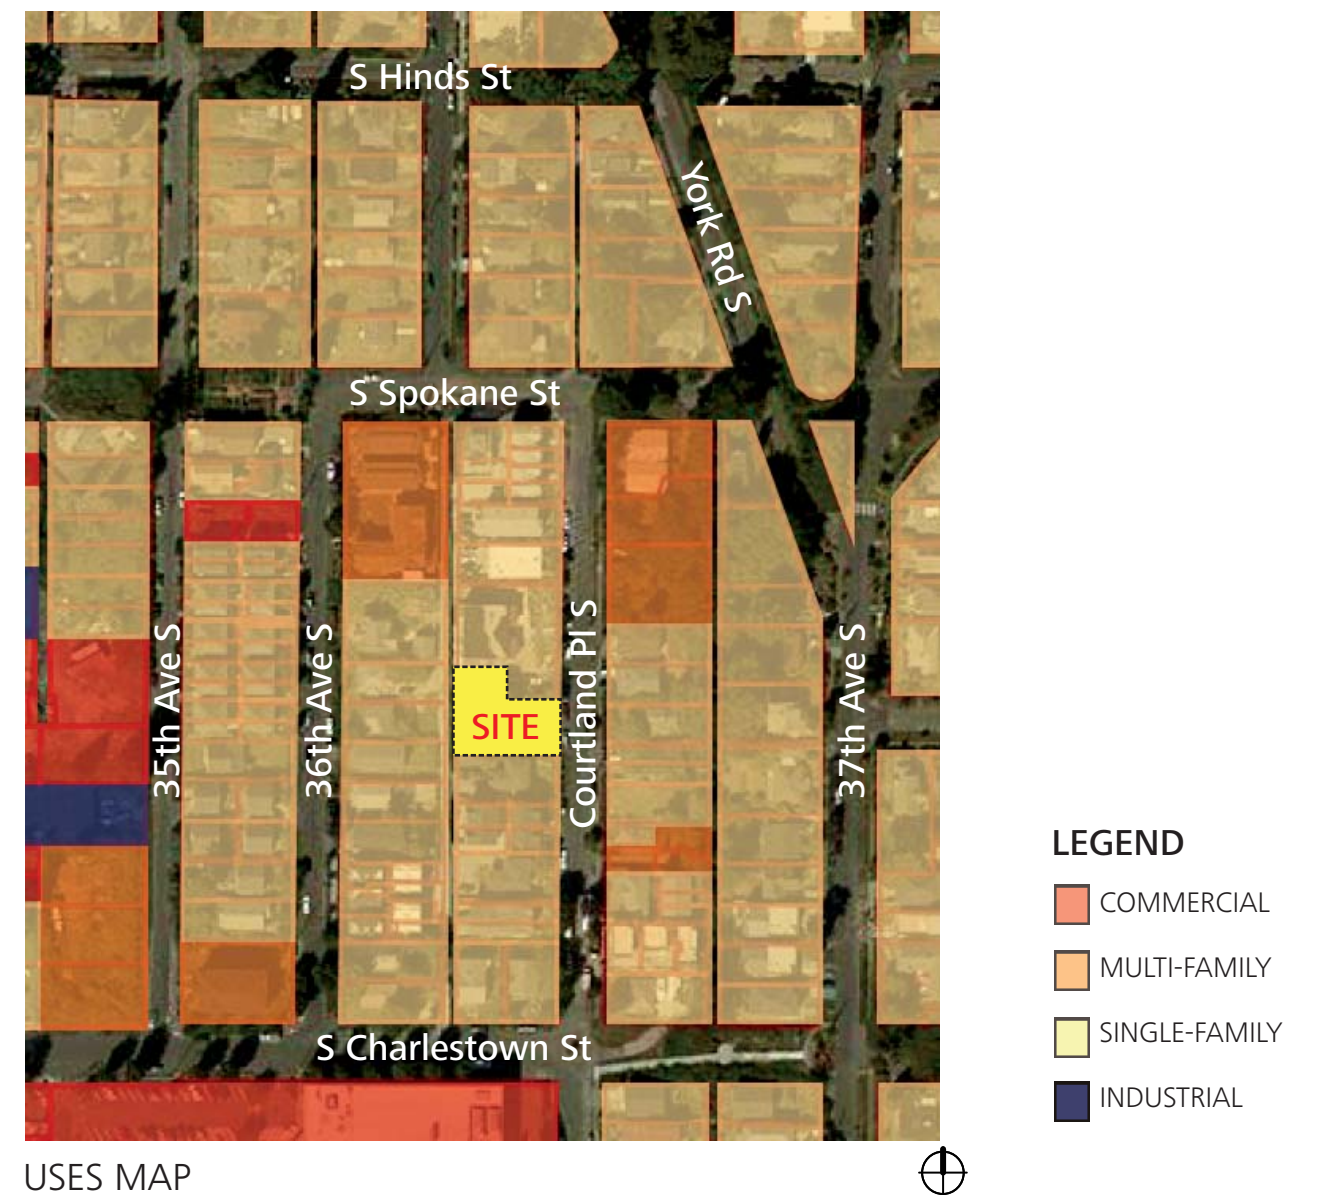 S Hinds St
York Rd S
S Spokane St
35th Ave S
36th Ave S
SITE
Courtland Pl S
37th Ave S
S Charlestown St
LEGEND
COMMERCIAL
MULTI-FAMILY
SINGLE-FAMILY
INDUSTRIAL
USES MAP